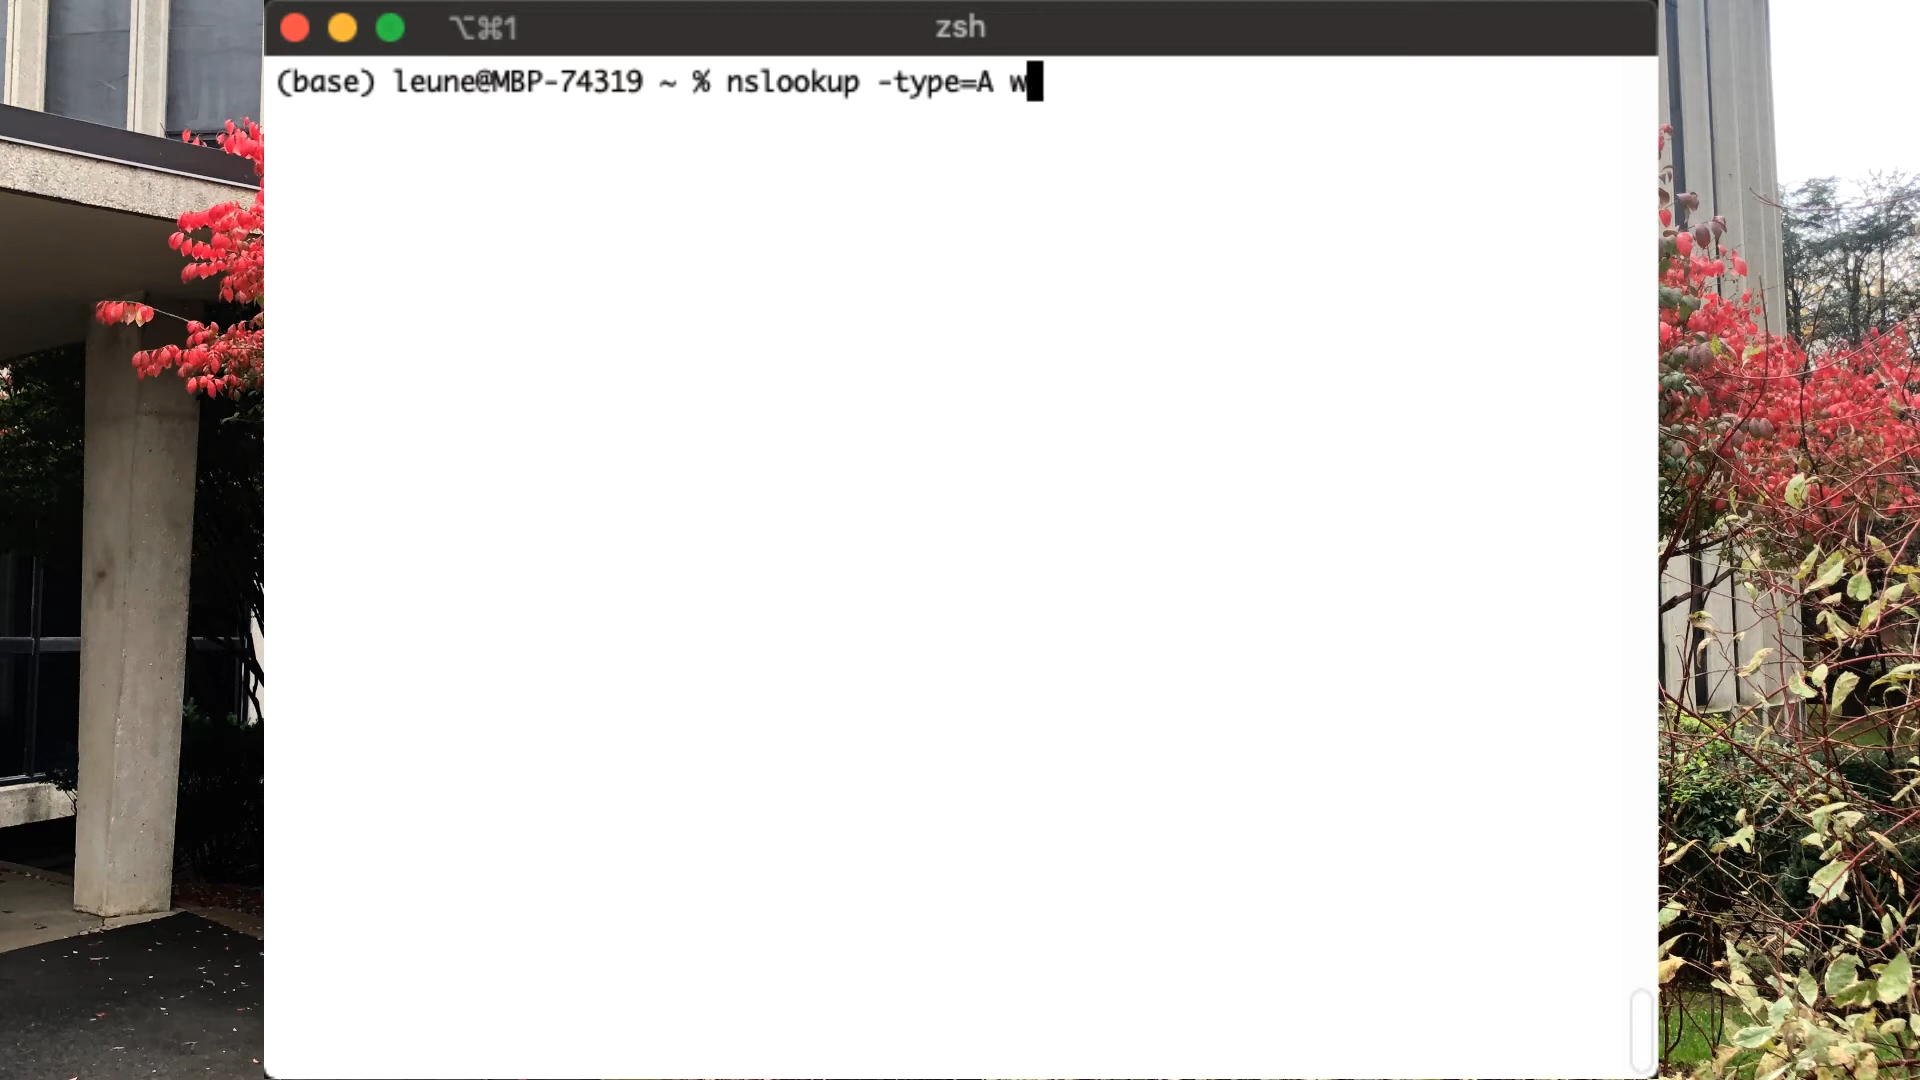 ⌥⌘1
zsh
(base) leune@MBP-74319 ~ % nslookup -type=A w